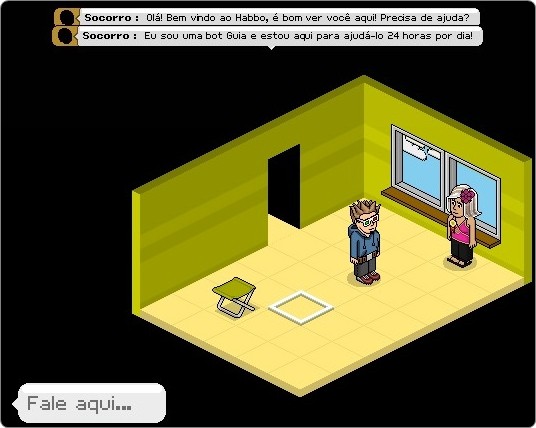 Socorro : Olá! Bem vindo ao Habbo, é bom ver você aqui! Precisa de ajuda?
Socorro : Eu sou uma bot Guia e estou aqui para ajudá-lo 24 horas por dia!
Fale aqui...